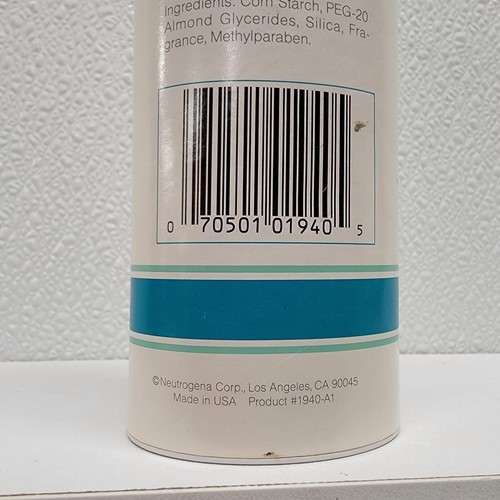 Ingredients: Corn Starch, PEG-20
Almond Glycerides, Silica, Fra-
grance, Methylparaben.
0 70501 01940 5
©Neutrogena Corp., Los Angeles, CA 90045
Made in USA Product #1940-A1